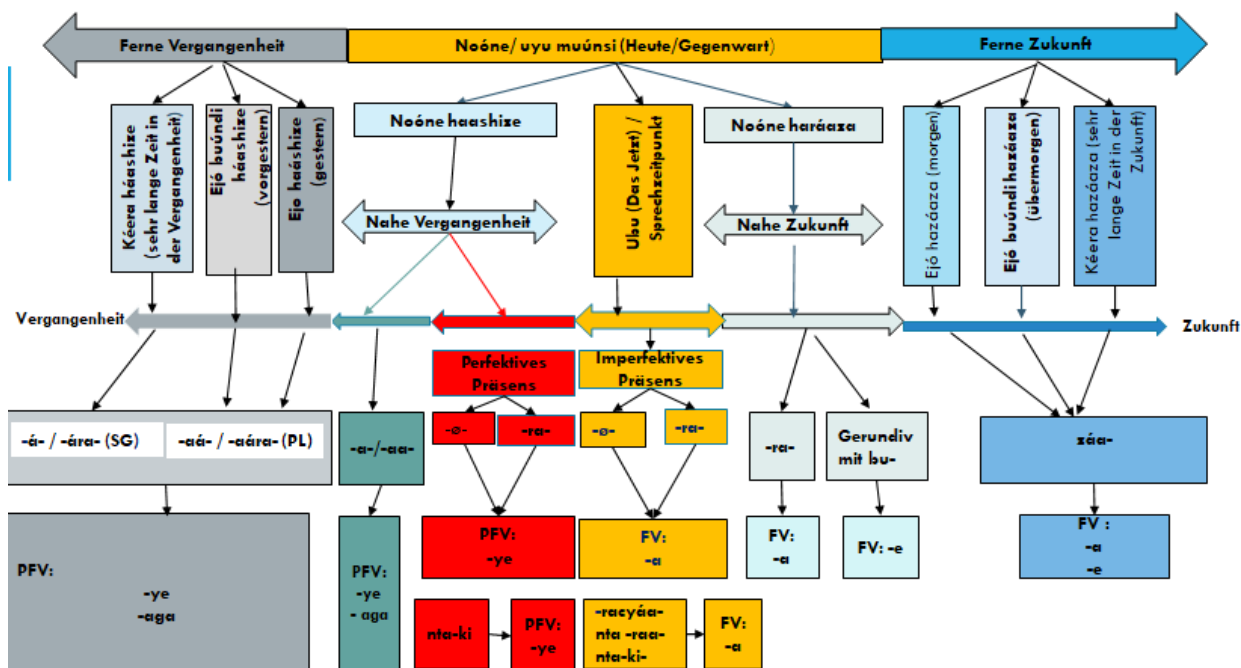 Ferne Vergangenheit
Noóne/ uyu muúnsi (Heute/Gegenwart)
Ferne Zukunft
Kéera háashize
(sehr lange Zeit in
der Vergangenheit)
Ejó buúndi
háashize
(vorgestern)
Ejo haáshize
(gestern)
Noóne haashize
Ubu (Das Jetzt) /
Sprechzeitpunkt
Noóne haráaza
Ejó hazáaza (morgen)
Ejó buúndi hazáaza
(übermorgen)
Kéera hazáaza (sehr
lange Zeit in der
Zukunft)
Nahe Vergangenheit
Nahe Zukunft
Vergangenheit
Zukunft
Perfektives
Präsens
Imperfektives
Präsens
-á- / -ára- (SG)
-aá- / -aára- (PL)
-a-/-aa-
-ø-
-ra-
-ø-
-ra-
-ra-
Gerundiv
mit bu-
záa-
PFV:
-ye
-aga
PFV:
-ye
- aga
PFV:
-ye
FV:
-a
FV:
-a
FV: -e
FV :
-a
-e
nta-ki
PFV:
-ye
-racyáa-
nta -raa-
nta-ki-
FV:
-a